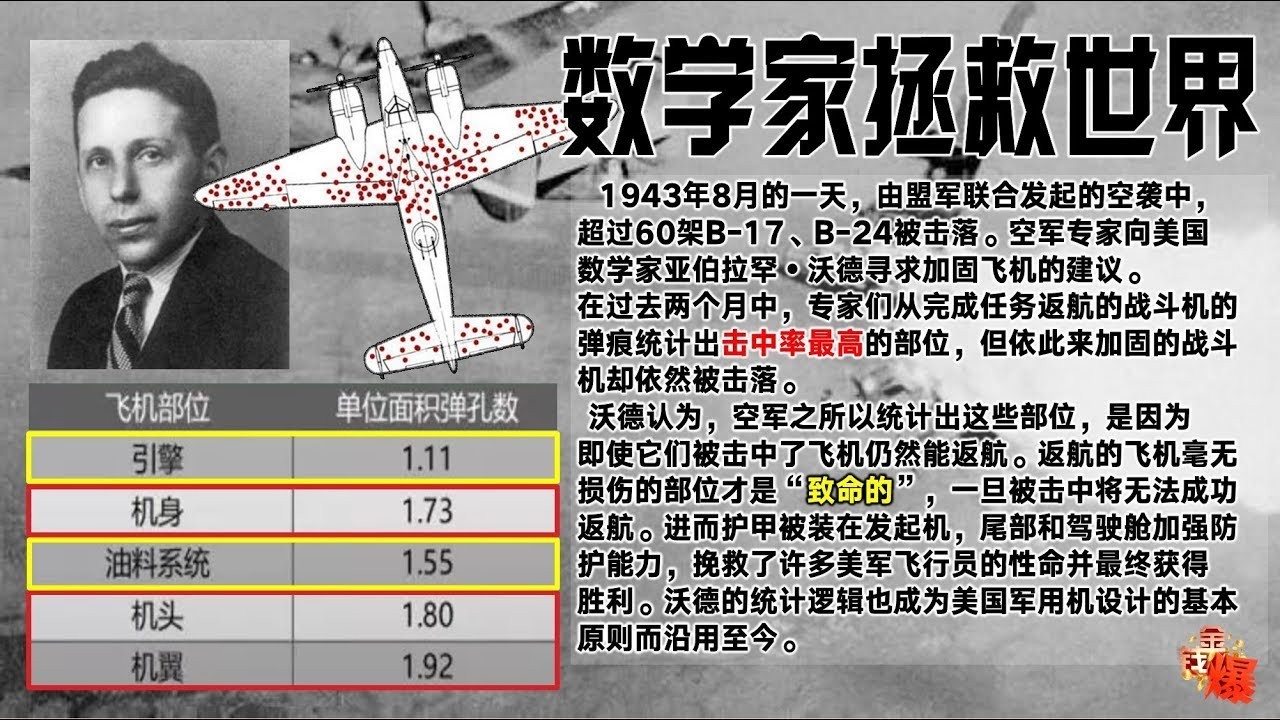 数学家拯救世界
1943年8月的一天，由盟军联合发起的空袭中，
超过60架B-17、B-24被击落。空军专家向美国
数学家亚伯拉罕·沃德寻求加固飞机的建议。
在过去两个月中，专家们从完成任务返航的战斗机的
弹痕统计出击中率最高的部位，但依此来加固的战斗
机却依然被击落。
沃德认为，空军之所以统计出这些部位，是因为
即使它们被击中了飞机仍然能返航。返航的飞机毫无
损伤的部位才是“致命的”，一旦被击中将无法成功
返航。进而护甲被装在发起机，尾部和驾驶舱加强防
护能力，挽救了许多美军飞行员的性命并最终获得
胜利。沃德的统计逻辑也成为美国军用机设计的基本
原则而沿用至今。
飞机部位 单位面积弹孔数
引擎 1.11
机身 1.73
油料系统 1.55
机头 1.80
机翼 1.92
金钱爆